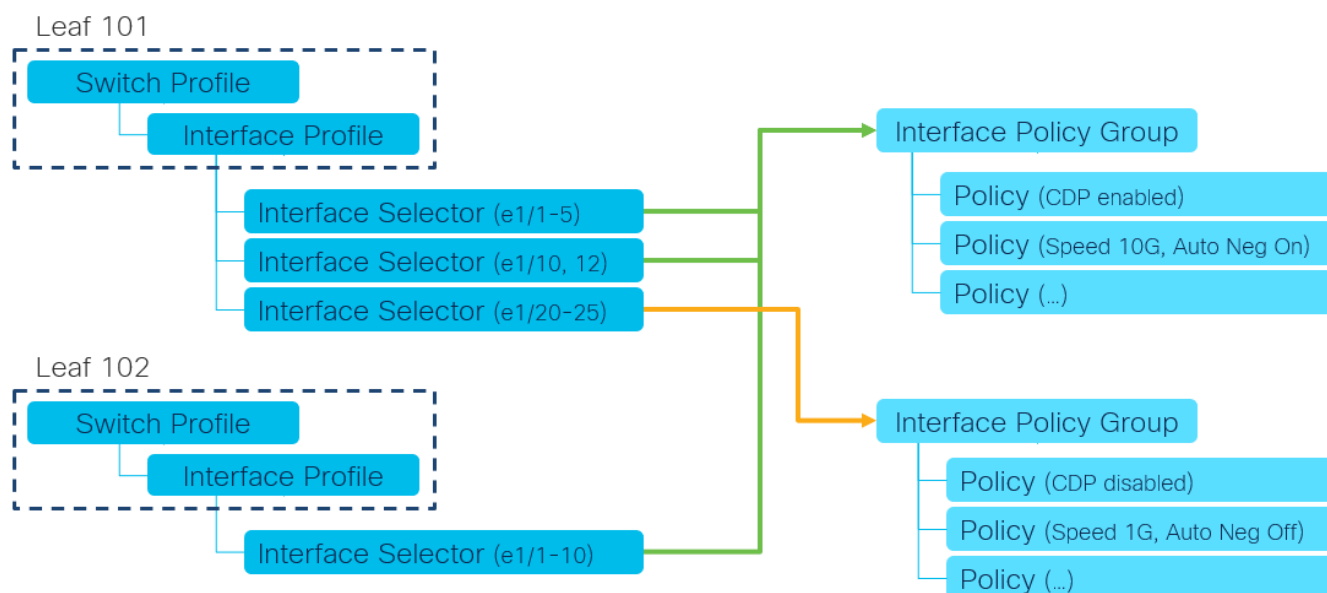 Leaf 101
Switch Profile
Interface Profile
Interface Selector (e1/1-5)
Interface Selector (e1/10, 12)
Interface Selector (e1/20-25)
Leaf 102
Switch Profile
Interface Profile
Interface Selector (e1/1-10)
Interface Policy Group
Policy (CDP enabled)
Policy (Speed 10G, Auto Neg On)
Policy (...)
Interface Policy Group
Policy (CDP disabled)
Policy (Speed 1G, Auto Neg Off)
Policy (...)